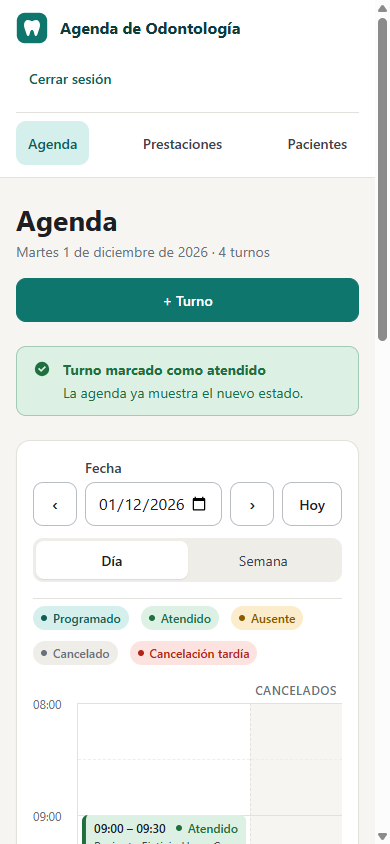 Agenda de Odontología
Cerrar sesión
Agenda Prestaciones Pacientes
Agenda
Martes 1 de diciembre de 2026 · 4 turnos
+ Turno
Turno marcado como atendido
La agenda ya muestra el nuevo estado.
Fecha
‹ 01/12/2026 › Hoy
Día Semana
Programado Atendido Ausente
Cancelado Cancelación tardía
CANCELADOS
08:00
09:00
09:00 – 09:30 Atendido